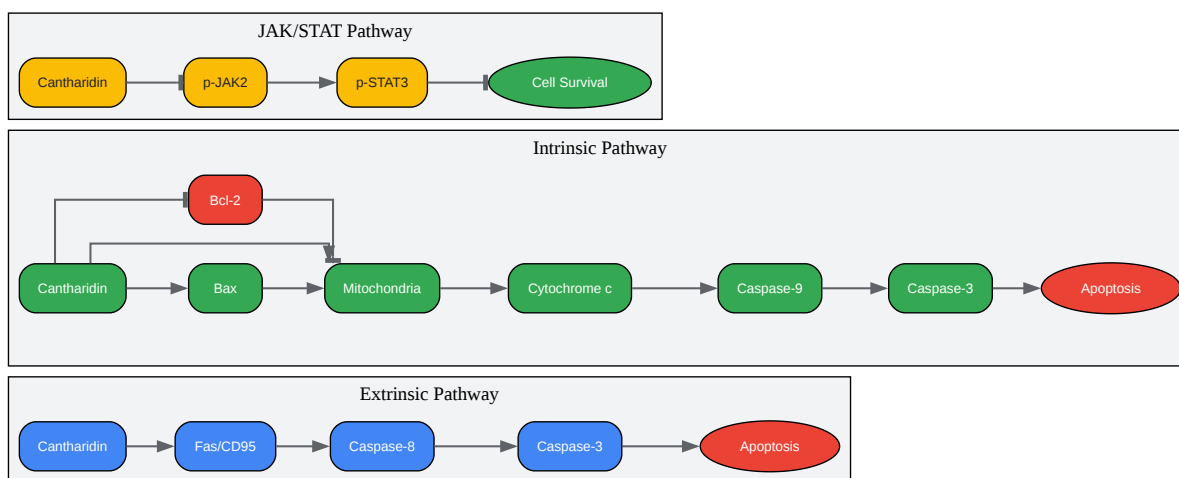 JAK/STAT Pathway
Cantharidin
p-JAK2
p-STAT3
Cell Survival
Intrinsic Pathway
Bcl-2
Cantharidin
Bax
Mitochondria
Cytochrome c
Caspase-9
Caspase-3
Apoptosis
Extrinsic Pathway
Cantharidin
Fas/CD95
Caspase-8
Caspase-3
Apoptosis